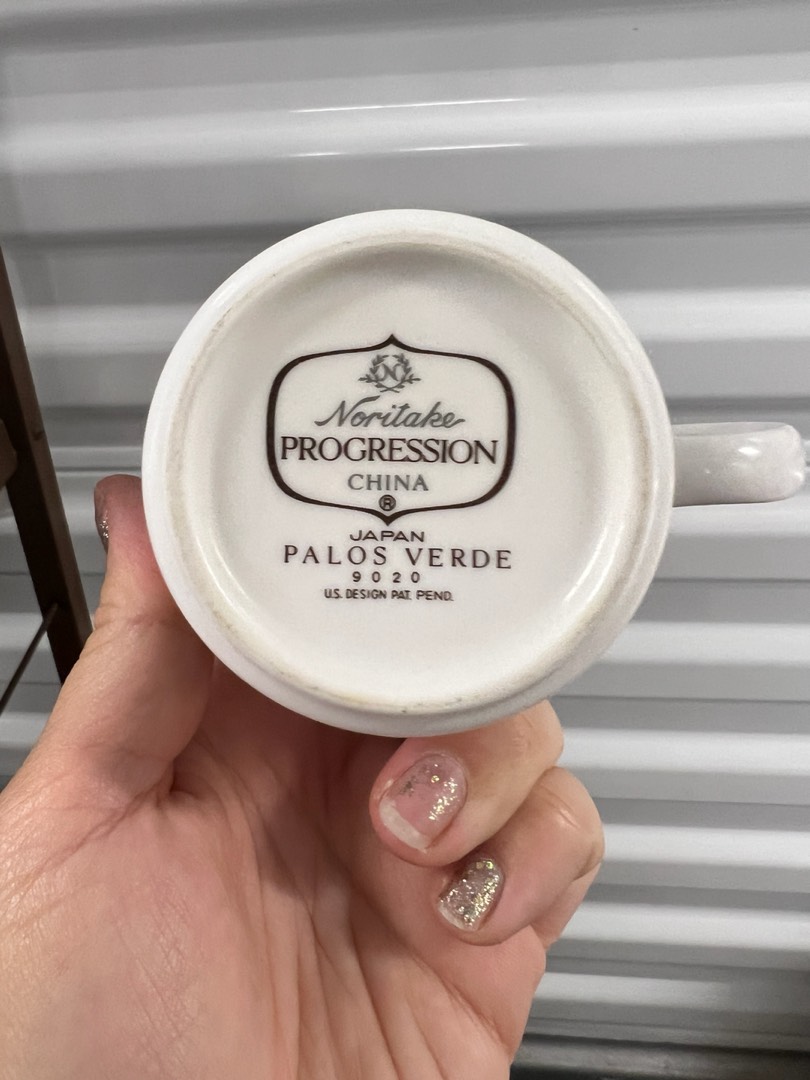 N
Noritake
PROGRESSION
CHINA
®
JAPAN
PALOS VERDE
9020
U.S. DESIGN PAT. PEND.